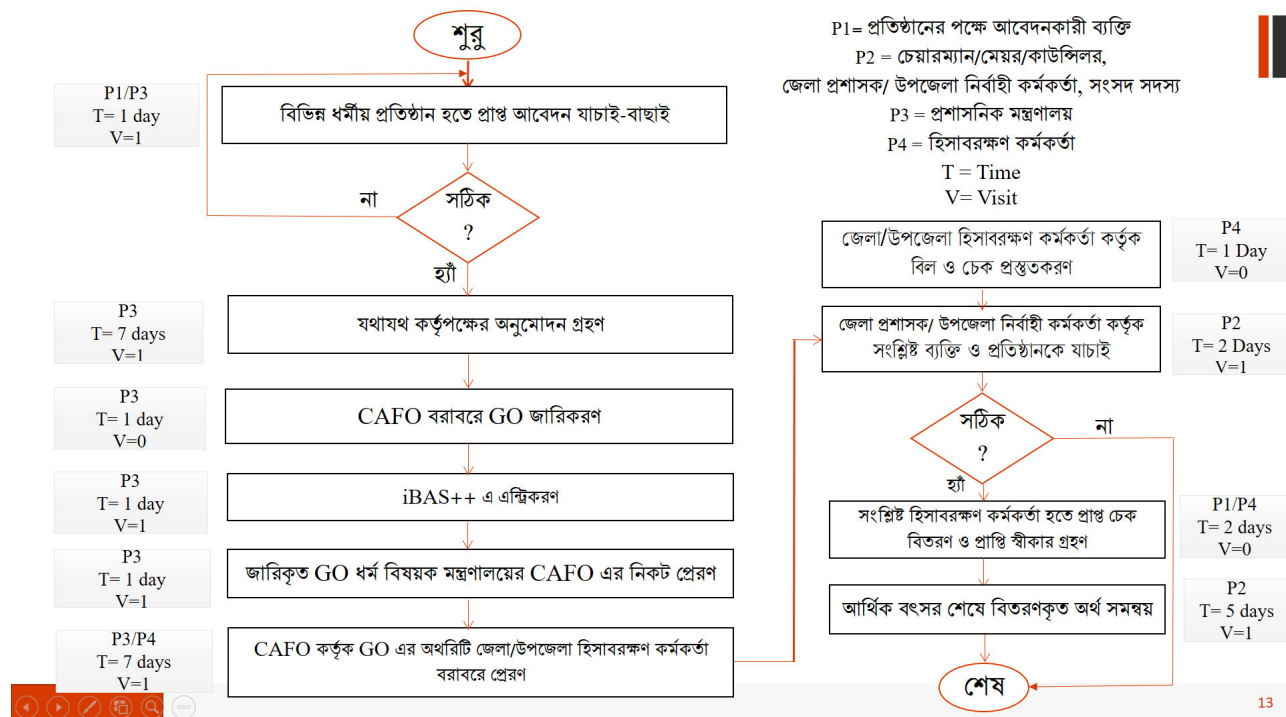 শুরু
P1/P3
T= 1 day
V=1
বিভিন্ন ধর্মীয় প্রতিষ্ঠান হতে প্রাপ্ত আবেদন যাচাই-বাছাই
না
সঠিক
?
হ্যাঁ
P3
T= 7 days
V=1
যথাযথ কর্তৃপক্ষের অনুমোদন গ্রহণ
P3
T= 1 day
V=0
CAFO বরাবরে GO জারিকরণ
P3
T= 1 day
V=1
iBAS++ এ এন্ট্রিকরণ
P3
T= 1 day
V=1
জারিকৃত GO ধর্ম বিষয়ক মন্ত্রণালয়ের CAFO এর নিকট প্রেরণ
P3/P4
T= 7 days
V=1
CAFO কর্তৃক GO এর অথরিটি জেলা/উপজেলা হিসাবরক্ষণ কর্মকর্তা
বরাবরে প্রেরণ
P1= প্রতিষ্ঠানের পক্ষে আবেদনকারী ব্যক্তি
P2 = চেয়ারম্যান/মেয়র/কাউন্সিলর,
জেলা প্রশাসক/ উপজেলা নির্বাহী কর্মকর্তা, সংসদ সদস্য
P3 = প্রশাসনিক মন্ত্রণালয়
P4 = হিসাবরক্ষণ কর্মকর্তা
T = Time
V= Visit
জেলা/উপজেলা হিসাবরক্ষণ কর্মকর্তা কর্তৃক
বিল ও চেক প্রস্তুতকরণ
P4
T= 1 Day
V=0
জেলা প্রশাসক/ উপজেলা নির্বাহী কর্মকর্তা কর্তৃক
সংশ্লিষ্ট ব্যক্তি ও প্রতিষ্ঠানকে যাচাই
P2
T= 2 Days
V=1
সঠিক
?
না
হ্যাঁ
সংশ্লিষ্ট হিসাবরক্ষণ কর্মকর্তা হতে প্রাপ্ত চেক
বিতরণ ও প্রাপ্তি স্বীকার গ্রহণ
P1/P4
T= 2 days
V=0
আর্থিক বৎসর শেষে বিতরণকৃত অর্থ সমন্বয়
P2
T= 5 days
V=1
শেষ
13